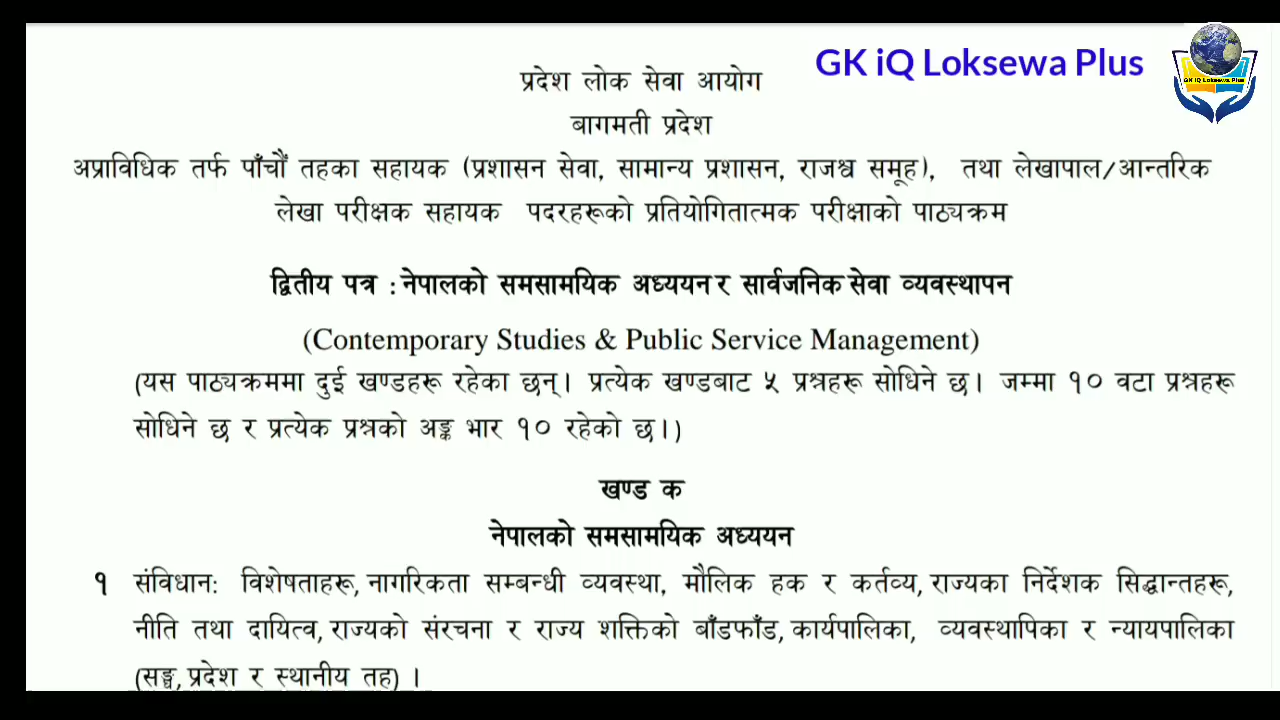 GK iQ Loksewa Plus
GK iQ Loksewa Plus
प्रदेश लोक सेवा आयोग
बागमती प्रदेश
अप्राविधिक तर्फ पाँचौं तहका सहायक (प्रशासन सेवा, सामान्य प्रशासन, राजश्व समूह), तथा लेखापाल/आन्तरिक
लेखा परीक्षक सहायक पदरहरूको प्रतियोगितात्मक परीक्षाको पाठ्यक्रम
द्वितीय पत्र : नेपालको समसामयिक अध्ययन र सार्वजनिक सेवा व्यवस्थापन
(Contemporary Studies & Public Service Management)
(यस पाठ्यक्रममा दुई खण्डहरू रहेका छन्। प्रत्येक खण्डबाट ५ प्रश्नहरू सोधिने छ। जम्मा १० वटा प्रश्नहरू
सोधिने छ र प्रत्येक प्रश्नको अङ्क भार १० रहेको छ।)
खण्ड क
नेपालको समसामयिक अध्ययन
१ संविधान: विशेषताहरू, नागरिकता सम्बन्धी व्यवस्था, मौलिक हक र कर्तव्य, राज्यका निर्देशक सिद्धान्तहरू,
नीति तथा दायित्व, राज्यको संरचना र राज्य शक्तिको बाँडफाँड, कार्यपालिका, व्यवस्थापिका र न्यायपालिका
(सङ्घ, प्रदेश र स्थानीय तह) ।